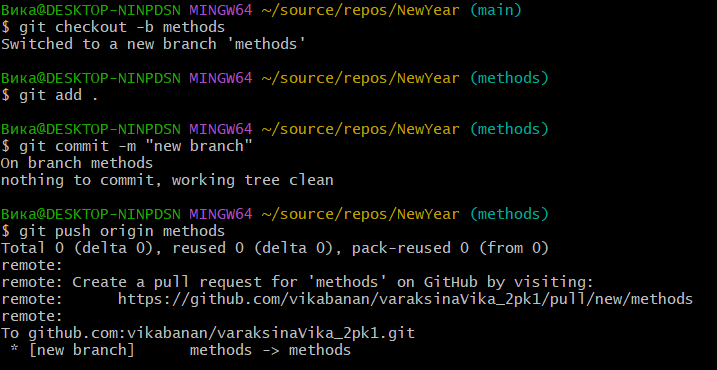 Вика@DESKTOP-NINPDSN MINGW64 ~/source/repos/NewYear (main)
$ git checkout -b methods
Switched to a new branch 'methods'
Вика@DESKTOP-NINPDSN MINGW64 ~/source/repos/NewYear (methods)
$ git add .
Вика@DESKTOP-NINPDSN MINGW64 ~/source/repos/NewYear (methods)
$ git commit -m "new branch"
On branch methods
nothing to commit, working tree clean
Вика@DESKTOP-NINPDSN MINGW64 ~/source/repos/NewYear (methods)
$ git push origin methods
Total 0 (delta 0), reused 0 (delta 0), pack-reused 0 (from 0)
remote:
remote: Create a pull request for 'methods' on GitHub by visiting:
remote:      https://github.com/vikabanan/varaksinaVika_2pk1/pull/new/methods
remote:
To github.com:vikabanan/varaksinaVika_2pk1.git
 * [new branch]      methods -> methods